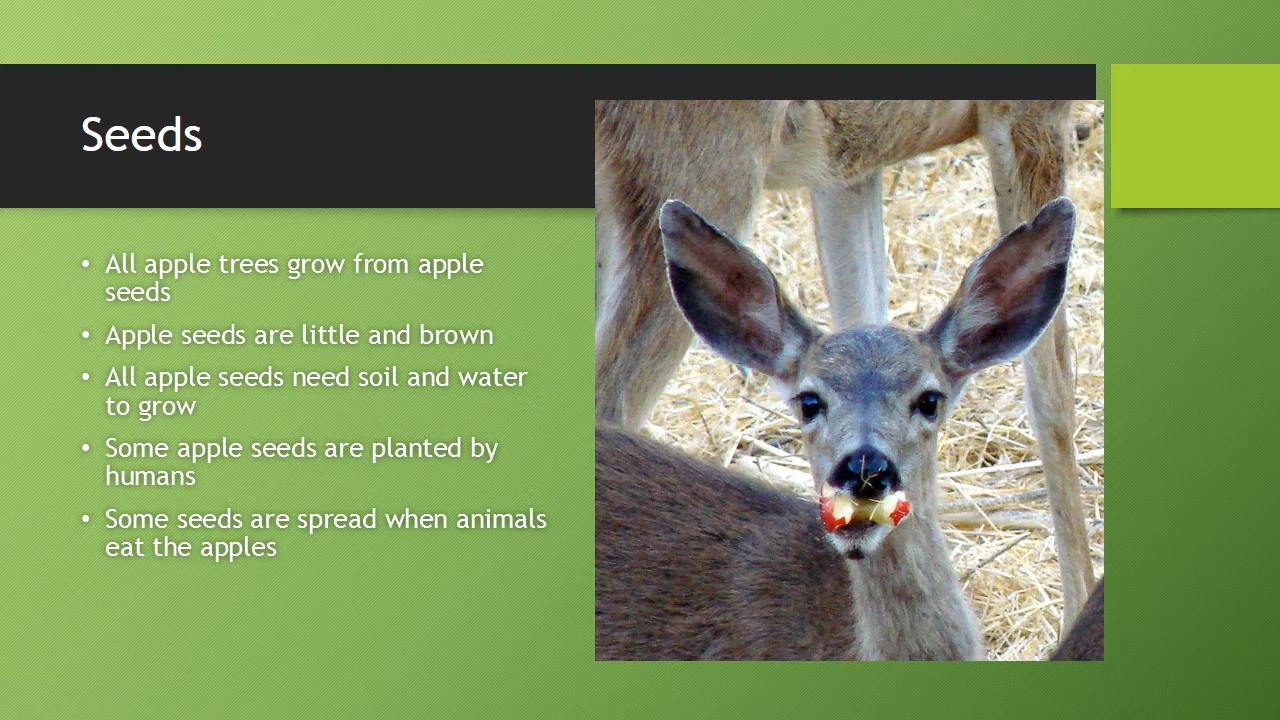 Seeds
• All apple trees grow from apple
seeds
• Apple seeds are little and brown
• All apple seeds need soil and water
to grow
• Some apple seeds are planted by
humans
• Some seeds are spread when animals
eat the apples